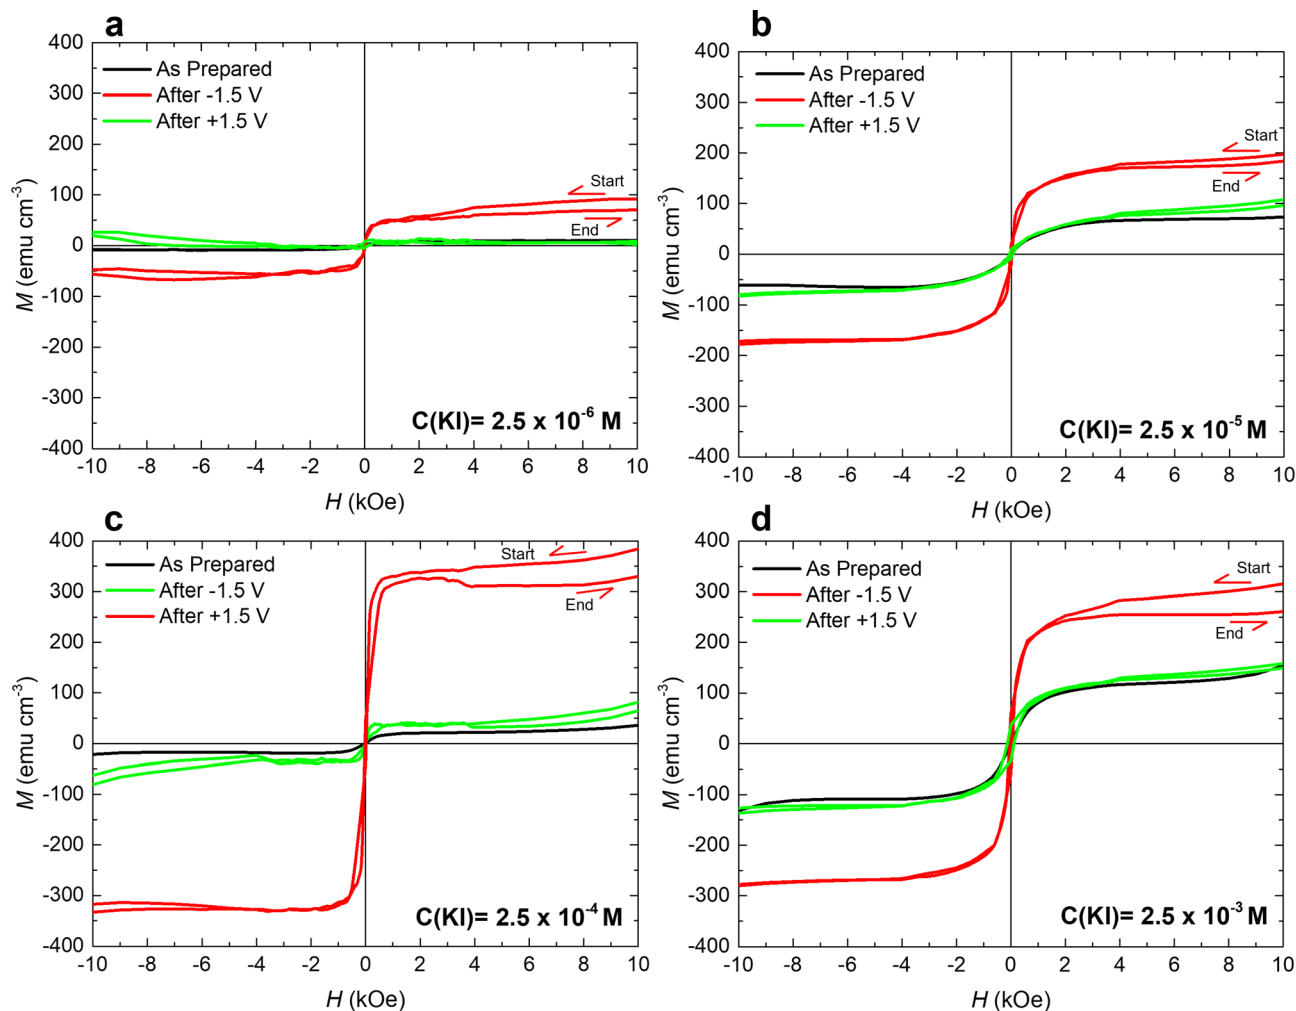 a
400
300
200
100
0
-100
-200
-300
-400
M (emu cm⁻³)
As Prepared
After -1.5 V
After +1.5 V
Start
End
C(KI)= 2.5 x 10⁻⁶ M
-10 -8 -6 -4 -2 0 2 4 6 8 10
H (kOe)
b
400
300
200
100
0
-100
-200
-300
-400
M (emu cm⁻³)
As Prepared
After -1.5 V
After +1.5 V
Start
End
C(KI)= 2.5 x 10⁻⁵ M
-10 -8 -6 -4 -2 0 2 4 6 8 10
H (kOe)
c
400
300
200
100
0
-100
-200
-300
-400
M (emu cm⁻³)
As Prepared
After -1.5 V
After +1.5 V
Start
End
C(KI)= 2.5 x 10⁻⁴ M
-10 -8 -6 -4 -2 0 2 4 6 8 10
H (kOe)
d
400
300
200
100
0
-100
-200
-300
-400
M (emu cm⁻³)
As Prepared
After -1.5 V
After +1.5 V
Start
End
C(KI)= 2.5 x 10⁻³ M
-10 -8 -6 -4 -2 0 2 4 6 8 10
H (kOe)